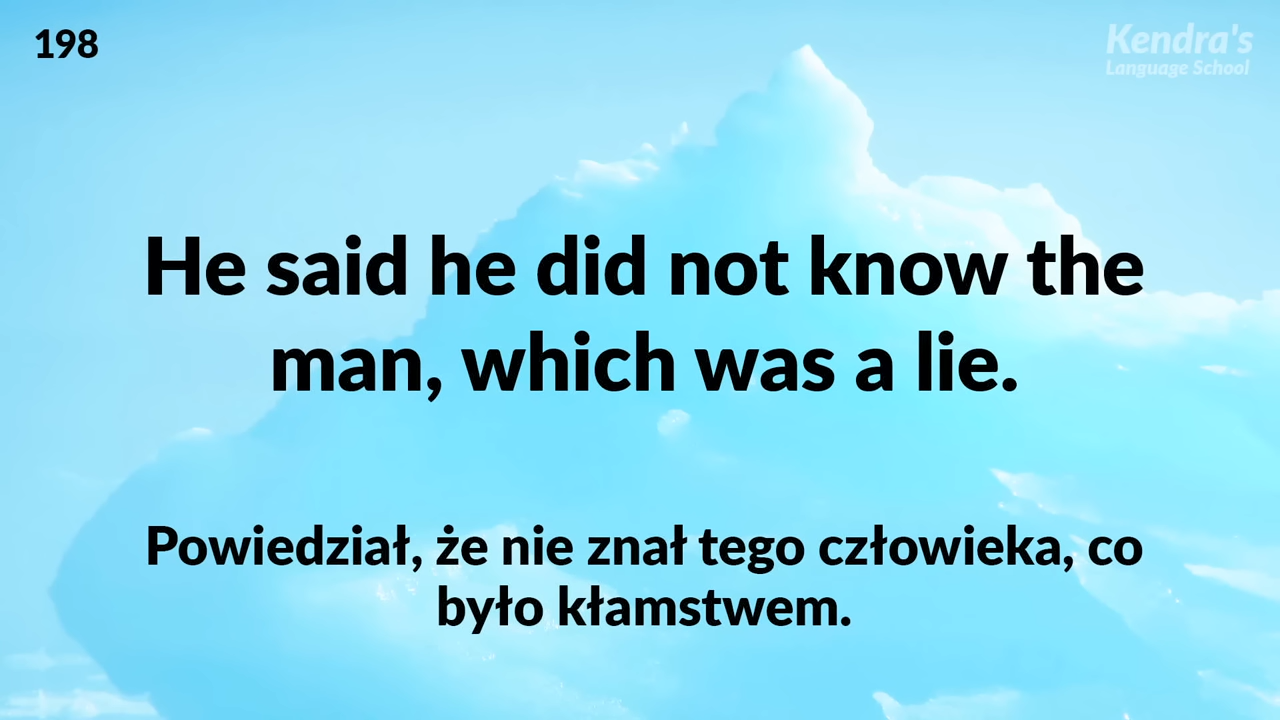 198
Kendra's
Language School
He said he did not know the
man, which was a lie.
Powiedział, że nie znał tego człowieka, co
było kłamstwem.